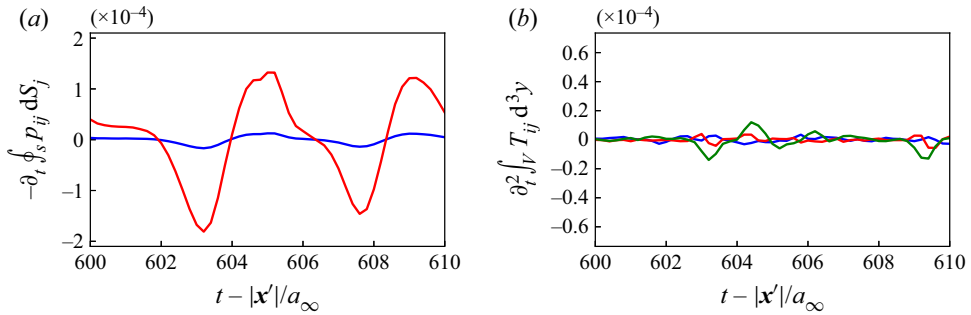 (a) (×10⁻⁴)
2
1
0
−1
−2
600 602 604 606 608 610
t – |x′|/a∞
−∂t ∮s pij dSj
(b) (×10⁻⁴)
0.6
0.4
0.2
0
−0.2
−0.4
−0.6
600 602 604 606 608 610
t – |x′|/a∞
∂t² ∫V Tij d³y